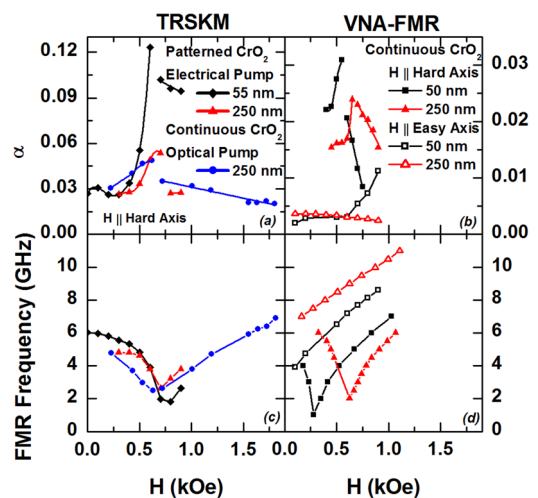 TRSKM
VNA-FMR
0.12
0.09
0.06
0.03
0.00
α
Patterned CrO2
Electrical Pump
55 nm
250 nm
Continuous CrO2
Optical Pump
250 nm
H || Hard Axis
(a)
Continuous CrO2
H || Hard Axis
50 nm
250 nm
H || Easy Axis
50 nm
250 nm
(b)
0.03
0.02
0.01
0.00
FMR Frequency (GHz)
10
8
6
4
2
0
(c)
(d)
10
8
6
4
2
0
0.0 0.5 1.0 1.5
0.0 0.5 1.0 1.5
H (kOe)
H (kOe)